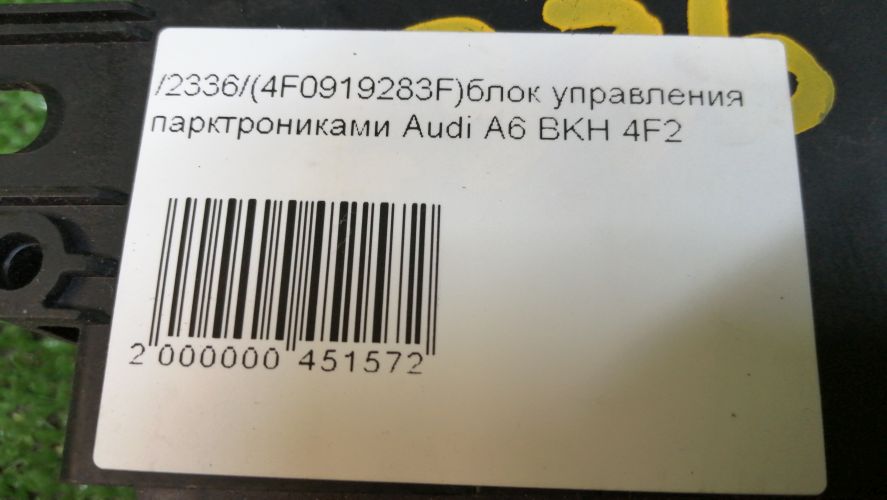 /2336/(4F0919283F)блок управления
парктрониками Audi A6 BKH 4F2
2 000000 451572